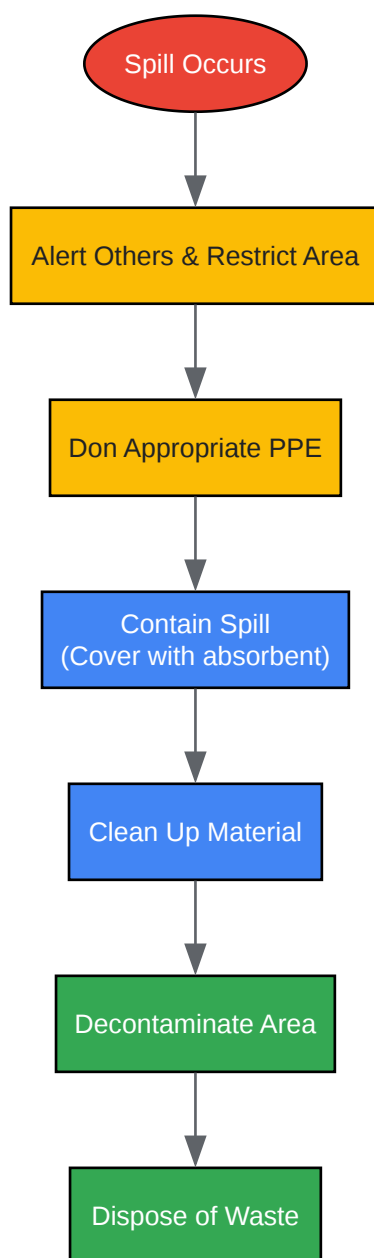 Spill Occurs
Alert Others & Restrict Area
Don Appropriate PPE
Contain Spill
(Cover with absorbent)
Clean Up Material
Decontaminate Area
Dispose of Waste